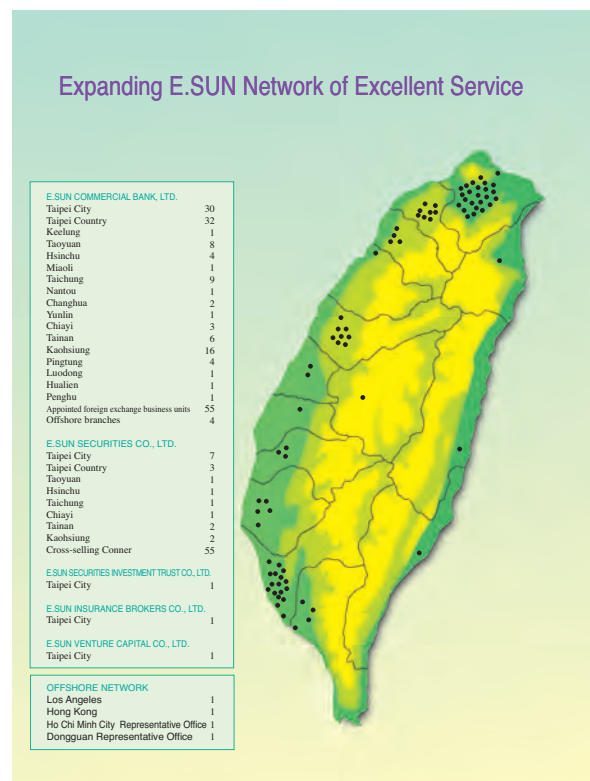 Expanding E.SUN Network of Excellent Service
E.SUN COMMERCIAL BANK, LTD.
Taipei City 30
Taipei Country 32
Keelung 1
Taoyuan 8
Hsinchu 4
Miaoli 1
Taichung 9
Nantou 1
Changhua 2
Yunlin 1
Chiayi 3
Tainan 6
Kaohsiung 16
Pingtung 4
Luodong 1
Hualien 1
Penghu 1
Appointed foreign exchange business units 55
Offshore branches 4
E.SUN SECURITIES CO., LTD.
Taipei City 7
Taipei Country 3
Taoyuan 1
Hsinchu 1
Taichung 1
Chiayi 1
Tainan 2
Kaohsiung 2
Cross-selling Conner 55
E.SUN SECURITIES INVESTMENT TRUST CO., LTD.
Taipei City 1
E.SUN INSURANCE BROKERS CO., LTD.
Taipei City 1
E.SUN VENTURE CAPITAL CO., LTD.
Taipei City 1
OFFSHORE NETWORK
Los Angeles 1
Hong Kong 1
Ho Chi Minh City Representative Office 1
Dongguan Representative Office 1